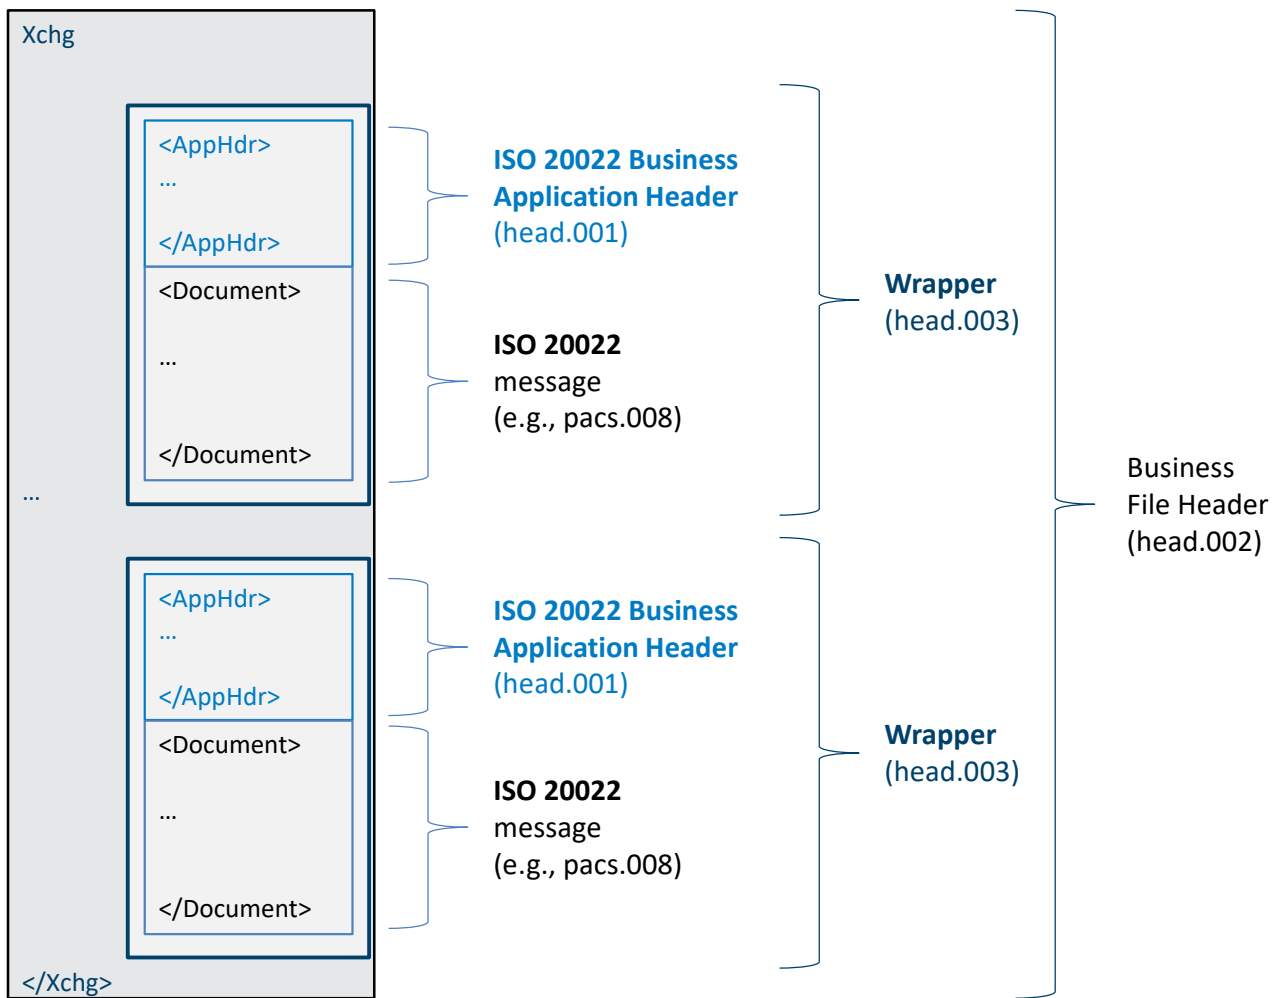 Xchg
<AppHdr>
...
</AppHdr>
<Document>
...
</Document>
...
<AppHdr>
...
</AppHdr>
<Document>
...
</Document>
</Xchg>
ISO 20022 Business
Application Header
(head.001)
ISO 20022
message
(e.g., pacs.008)
ISO 20022 Business
Application Header
(head.001)
ISO 20022
message
(e.g., pacs.008)
Wrapper
(head.003)
Wrapper
(head.003)
Business
File Header
(head.002)